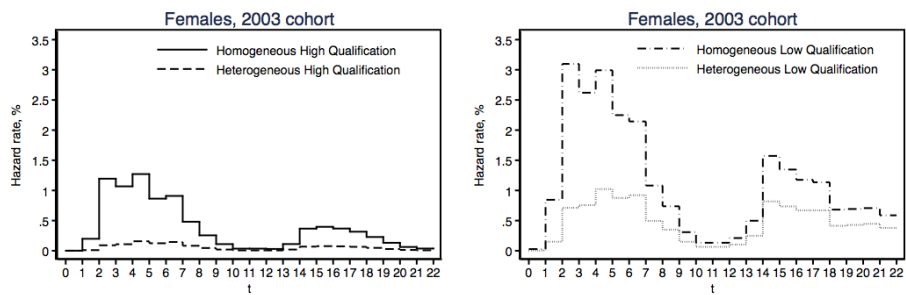 Females, 2003 cohort
3.5
3
2.5
2
1.5
1
.5
0
Hazard rate, %
Homogeneous High Qualification
Heterogeneous High Qualification
0 1 2 3 4 5 6 7 8 9 10 11 12 13 14 15 16 17 18 19 20 21 22
t
Females, 2003 cohort
3.5
3
2.5
2
1.5
1
.5
0
Hazard rate, %
Homogeneous Low Qualification
Heterogeneous Low Qualification
0 1 2 3 4 5 6 7 8 9 10 11 12 13 14 15 16 17 18 19 20 21 22
t